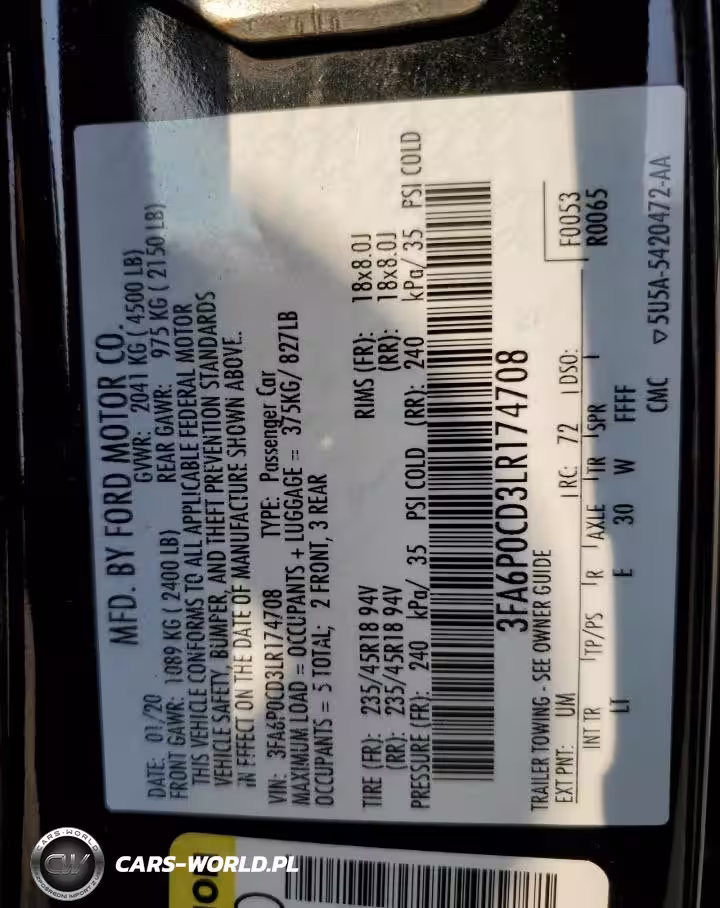 MFD. BY FORD MOTOR CO.
DATE: 01/20 GVWR: 2041 KG ( 4500 LB)
FRONT GAWR: 1089 KG ( 2400 LB) REAR GAWR: 975 KG ( 2150 LB)
THIS VEHICLE CONFORMS TO ALL APPLICABLE FEDERAL MOTOR
VEHICLE SAFETY, BUMPER, AND THEFT PREVENTION STANDARDS
IN EFFECT ON THE DATE OF MANUFACTURE SHOWN ABOVE.
VIN: 3FA6P0CD3LR174708 TYPE: Passenger Car
MAXIMUM LOAD = OCCUPANTS + LUGGAGE = 375KG/ 827LB
OCCUPANTS = 5 TOTAL; 2 FRONT, 3 REAR
TIRE (FR): 235/45R18 94V RIMS (FR): 18x8.0J
(RR): 235/45R18 94V (RR): 18x8.0J
PRESSURE (FR): 240 kPa/ 35 PSI COLD (RR): 240 kPa/ 35 PSI COLD
3FA6P0CD3LR174708
TRAILER TOWING - SEE OWNER GUIDE
F0053
EXT PNT: UM RC: 72 DSO: R0065
INT TR TP/PS R AXLE TR SPR
LT E 30 W FFFF
CMC ▽5U5A-5420472-AA
CARS-WORLD.PL
CARS-WORLD
CW